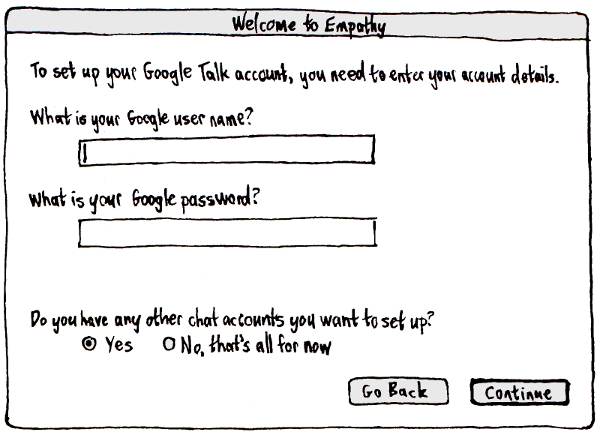 Welcome to Empathy
To set up your Google Talk account, you need to enter your account details.
What is your Google user name?
What is your Google password?
Do you have any other chat accounts you want to set up?
Yes No, that's all for now
Go Back Continue